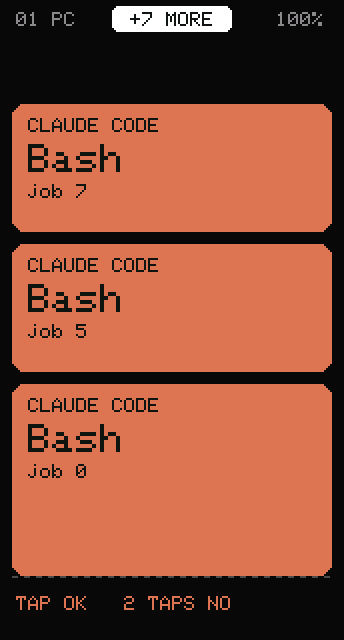 01 PC +7 MORE 100%
CLAUDE CODE
Bash
job 7
CLAUDE CODE
Bash
job 5
CLAUDE CODE
Bash
job 0
TAP OK 2 TAPS NO